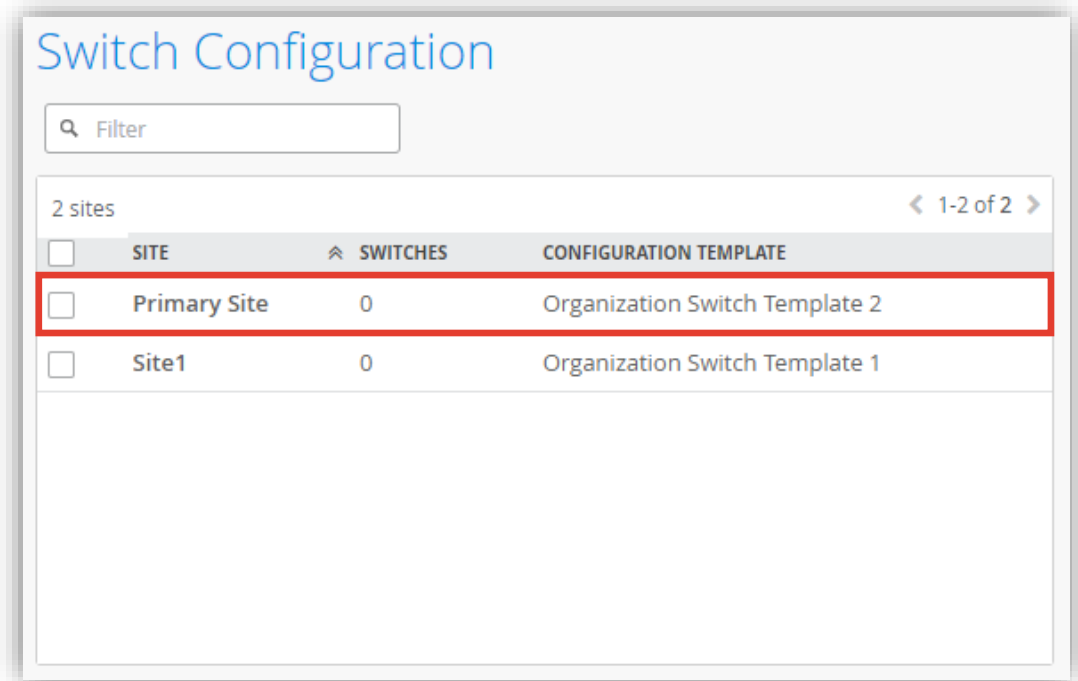 Switch Configuration
Filter
2 sites 1-2 of 2
SITE SWITCHES CONFIGURATION TEMPLATE
Primary Site 0 Organization Switch Template 2
Site1 0 Organization Switch Template 1